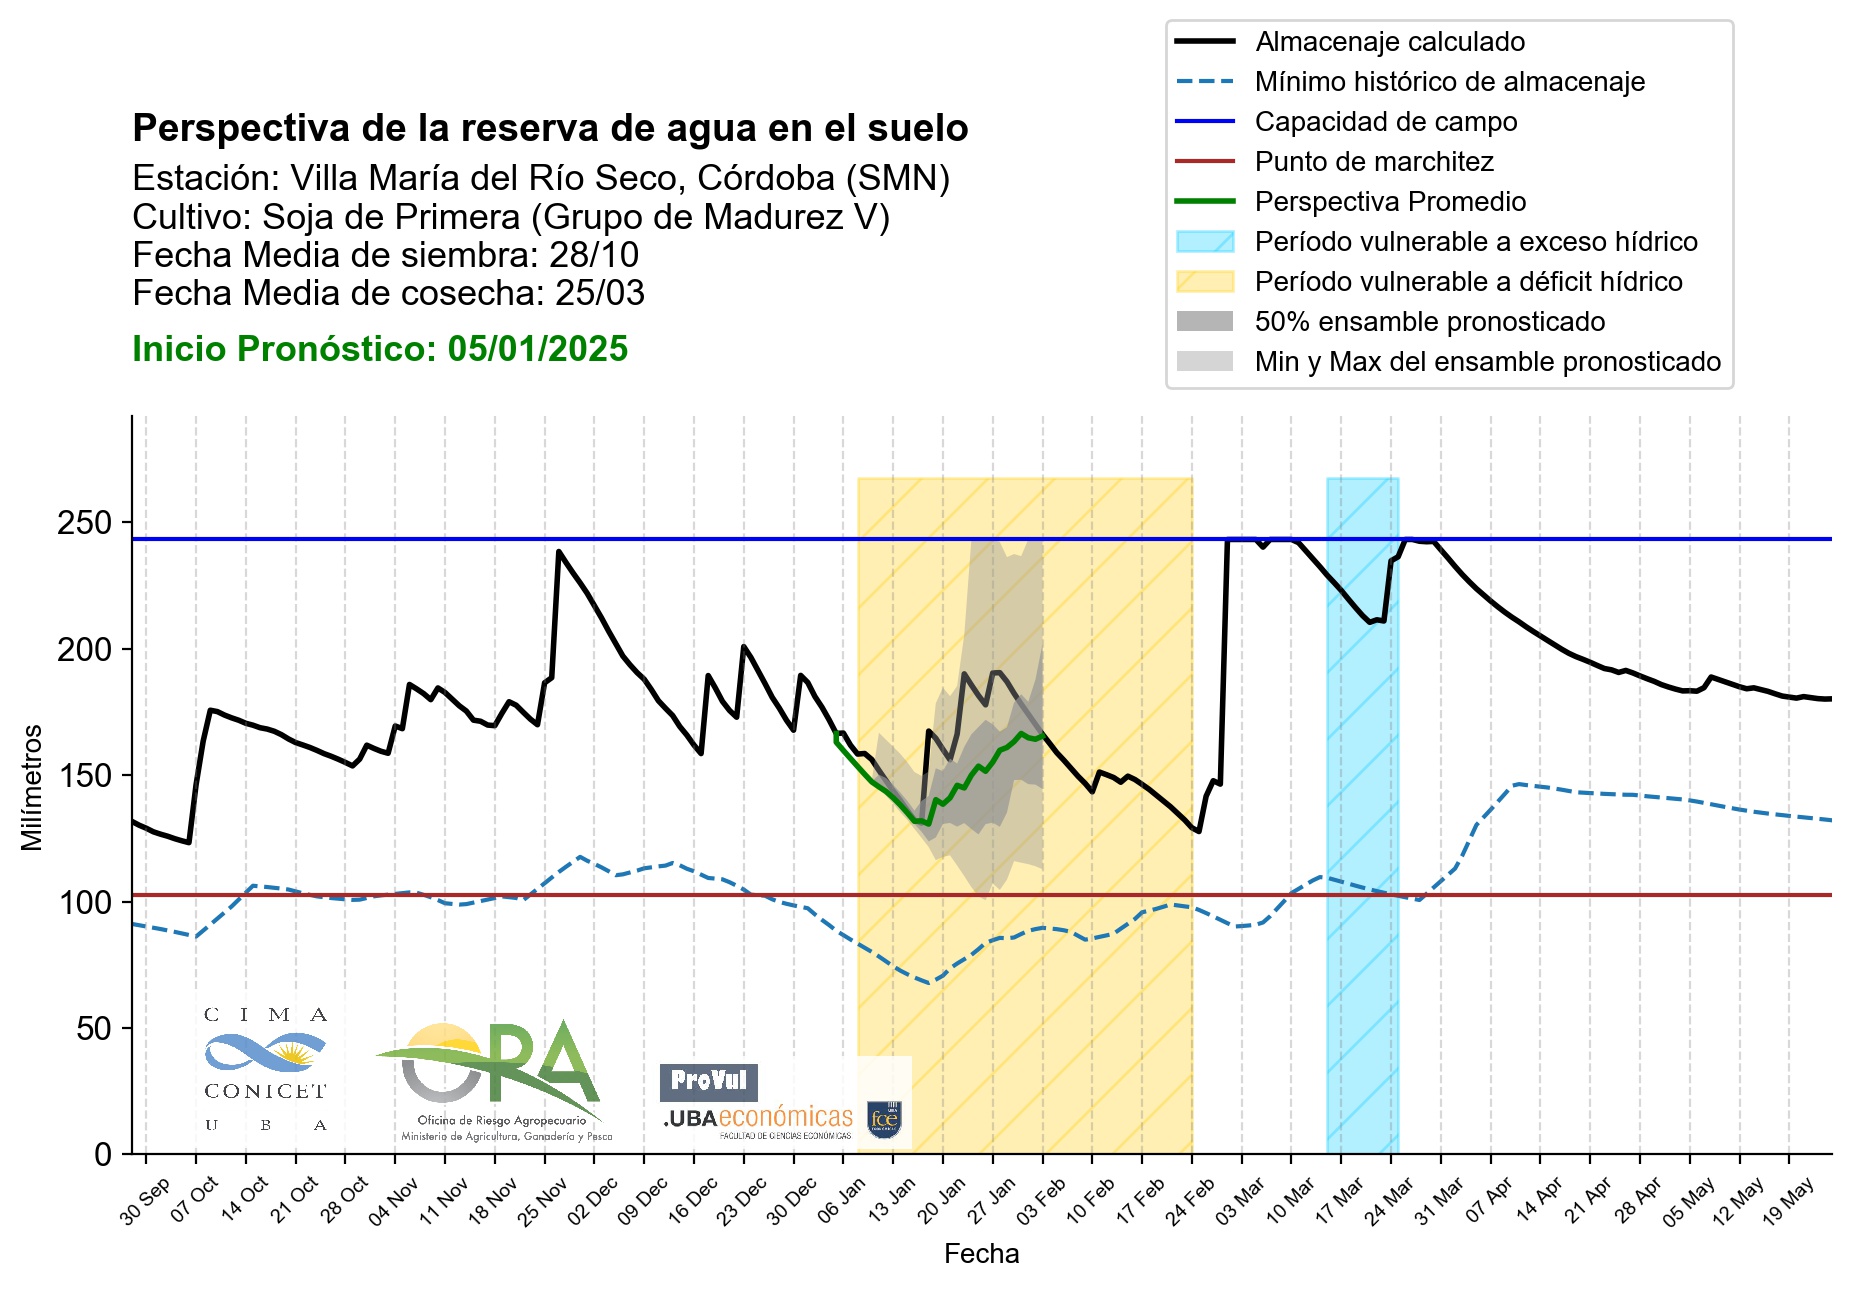 Almacenaje calculado
Mínimo histórico de almacenaje
Capacidad de campo
Punto de marchitez
Perspectiva Promedio
Período vulnerable a exceso hídrico
Período vulnerable a déficit hídrico
50% ensamble pronosticado
Min y Max del ensamble pronosticado
Perspectiva de la reserva de agua en el suelo
Estación: Villa María del Río Seco, Córdoba (SMN)
Cultivo: Soja de Primera (Grupo de Madurez V)
Fecha Media de siembra: 28/10
Fecha Media de cosecha: 25/03
Inicio Pronóstico: 05/01/2025
Milímetros
250
200
150
100
50
0
CIMA
CONICET
UBA
ORA
Oficina de Riesgo Agropecuario
Ministerio de Agricultura, Ganadería y Pesca
ProVul
.UBAeconómicas
FACULTAD DE CIENCIAS ECONÓMICAS
fce
30 Sep
07 Oct
14 Oct
21 Oct
28 Oct
04 Nov
11 Nov
18 Nov
25 Nov
02 Dec
09 Dec
16 Dec
23 Dec
30 Dec
06 Jan
13 Jan
20 Jan
27 Jan
03 Feb
10 Feb
17 Feb
24 Feb
03 Mar
10 Mar
17 Mar
24 Mar
31 Mar
07 Apr
14 Apr
21 Apr
28 Apr
05 May
12 May
19 May
Fecha